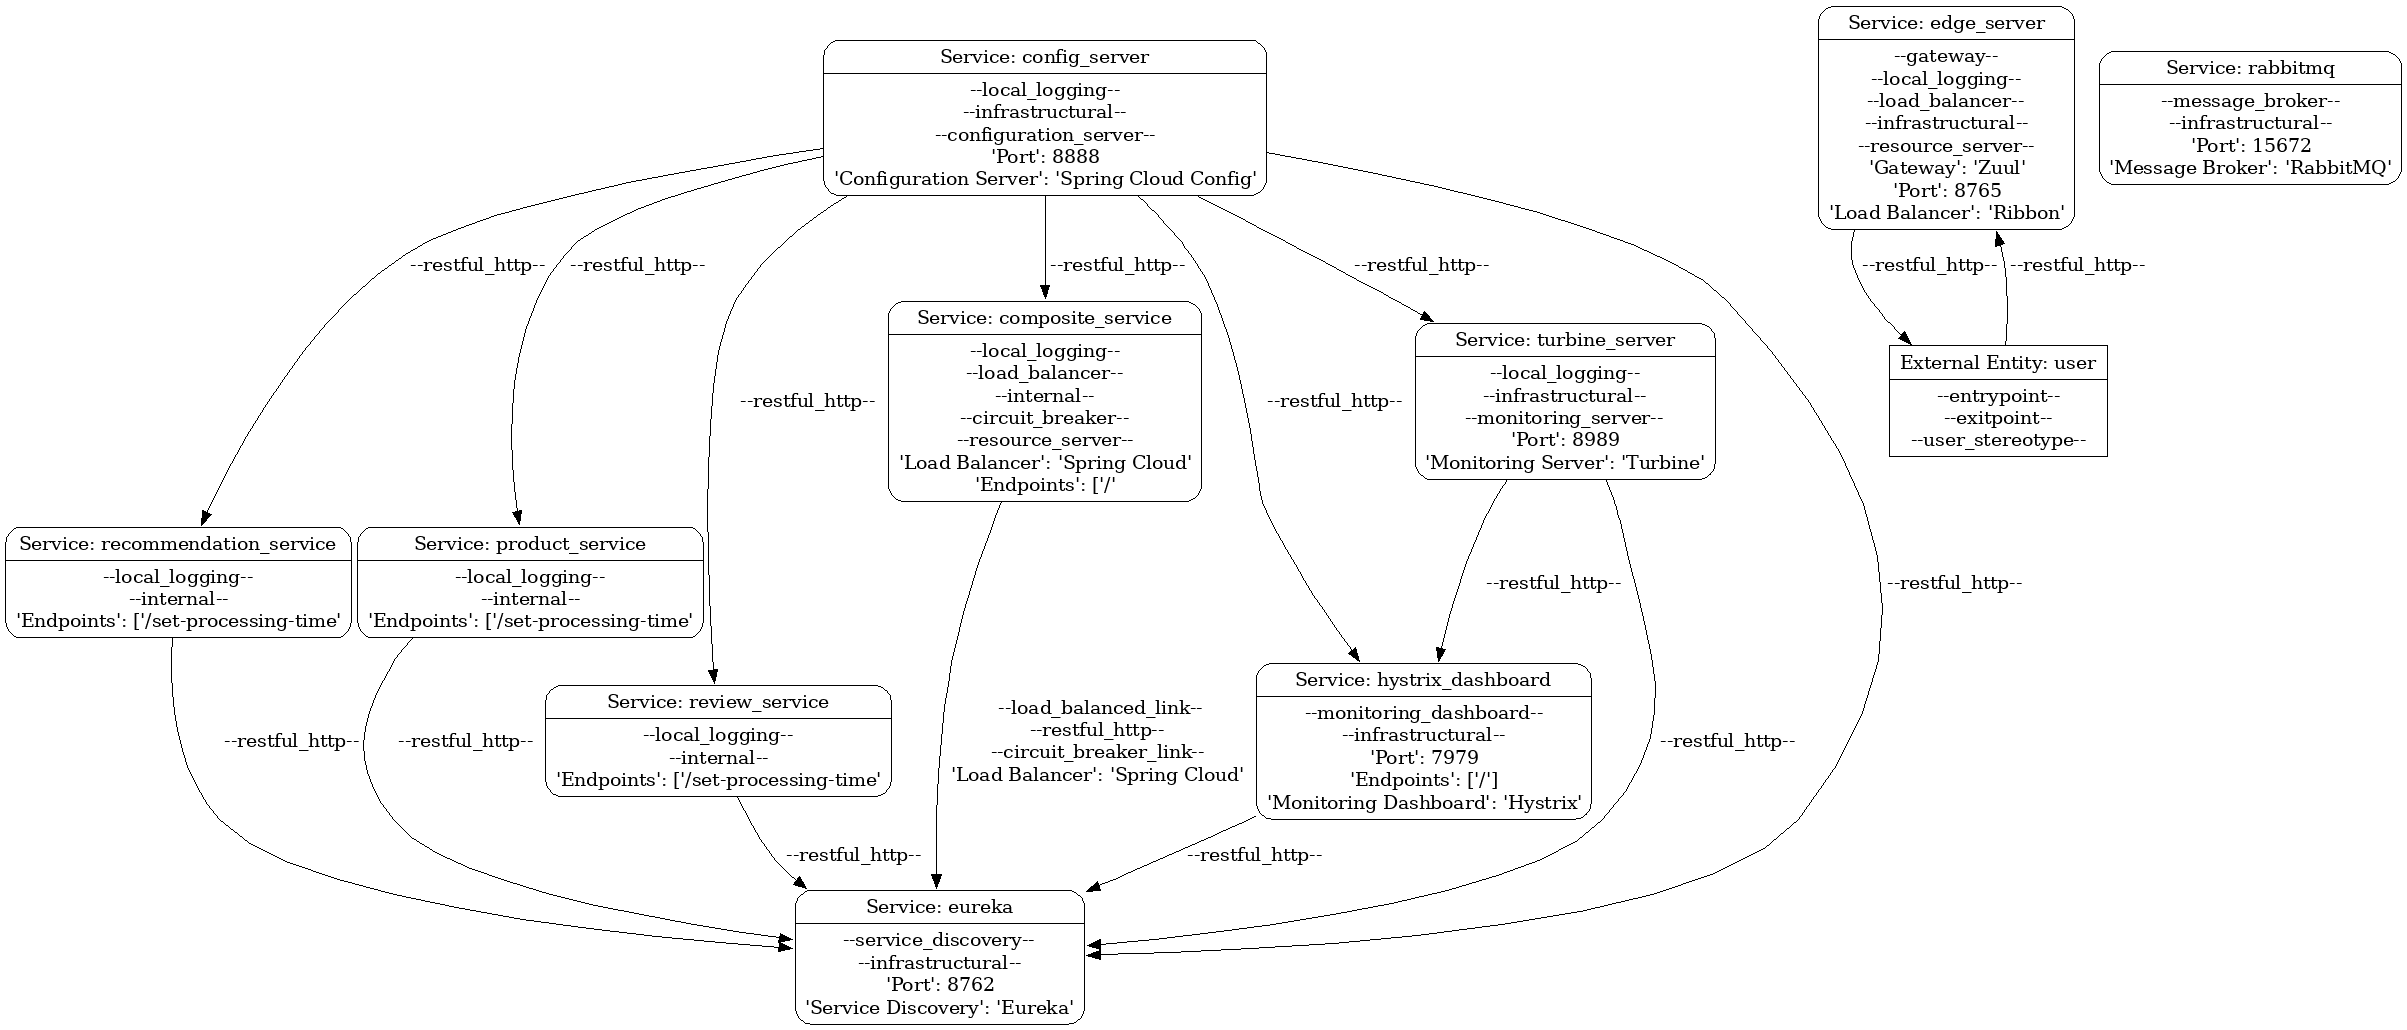 Service: config_server
--local_logging--
--infrastructural--
--configuration_server--
'Port': 8888
'Configuration Server': 'Spring Cloud Config'
Service: edge_server
--gateway--
--local_logging--
--load_balancer--
--infrastructural--
--resource_server--
'Gateway': 'Zuul'
'Port': 8765
'Load Balancer': 'Ribbon'
Service: rabbitmq
--message_broker--
--infrastructural--
'Port': 15672
'Message Broker': 'RabbitMQ'
--restful_http--
--restful_http--
--restful_http--
--restful_http--
--restful_http--
--restful_http--
Service: composite_service
--local_logging--
--load_balancer--
--internal--
--circuit_breaker--
--resource_server--
'Load Balancer': 'Spring Cloud'
'Endpoints': ['/'
Service: turbine_server
--local_logging--
--infrastructural--
--monitoring_server--
'Port': 8989
'Monitoring Server': 'Turbine'
External Entity: user
--entrypoint--
--exitpoint--
--user_stereotype--
--restful_http--
--restful_http--
Service: recommendation_service
--local_logging--
--internal--
'Endpoints': ['/set-processing-time'
Service: product_service
--local_logging--
--internal--
'Endpoints': ['/set-processing-time'
--restful_http--
--restful_http--
Service: review_service
--local_logging--
--internal--
'Endpoints': ['/set-processing-time'
Service: hystrix_dashboard
--monitoring_dashboard--
--infrastructural--
'Port': 7979
'Endpoints': ['/']
'Monitoring Dashboard': 'Hystrix'
--restful_http--
--restful_http--
--load_balanced_link--
--restful_http--
--circuit_breaker_link--
'Load Balancer': 'Spring Cloud'
--restful_http--
--restful_http--
--restful_http--
Service: eureka
--service_discovery--
--infrastructural--
'Port': 8762
'Service Discovery': 'Eureka'